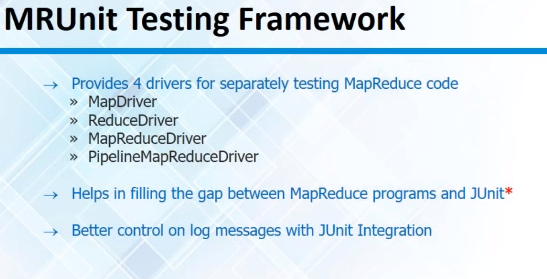 MRUnit Testing Framework
→ Provides 4 drivers for separately testing MapReduce code
» MapDriver
» ReduceDriver
» MapReduceDriver
» PipelineMapReduceDriver
→ Helps in filling the gap between MapReduce programs and JUnit*
→ Better control on log messages with JUnit Integration